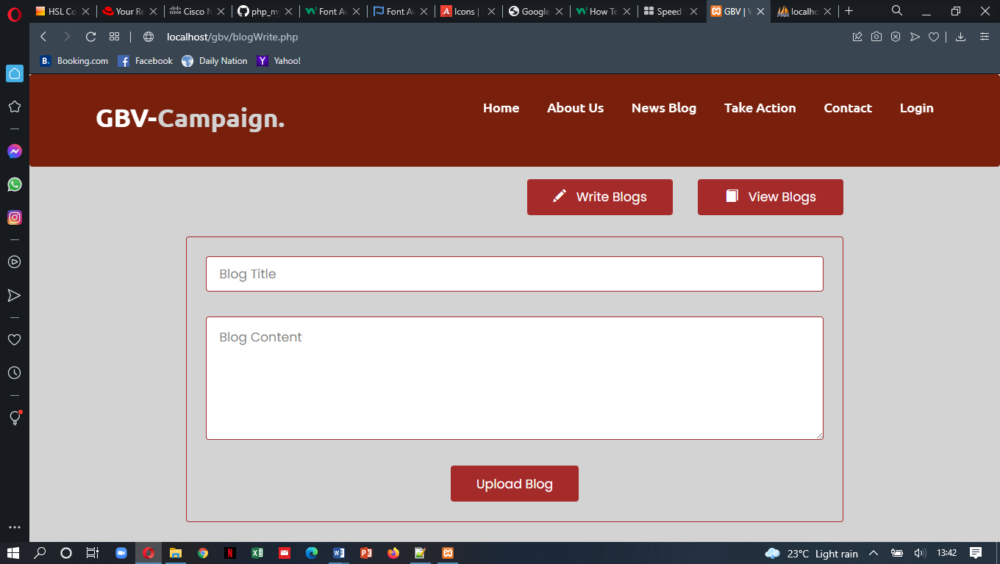 HSL Co
Your Re
Cisco N
php_my
Font Av
Font Av
Icons |
Google
How To
Speed
GBV | W
localho
localhost/gbv/blogWrite.php
Booking.com Facebook Daily Nation Yahoo!
GBV-Campaign.
Home About Us News Blog Take Action Contact Login
Write Blogs View Blogs
Blog Title
Blog Content
Upload Blog
23°C Light rain 13:42